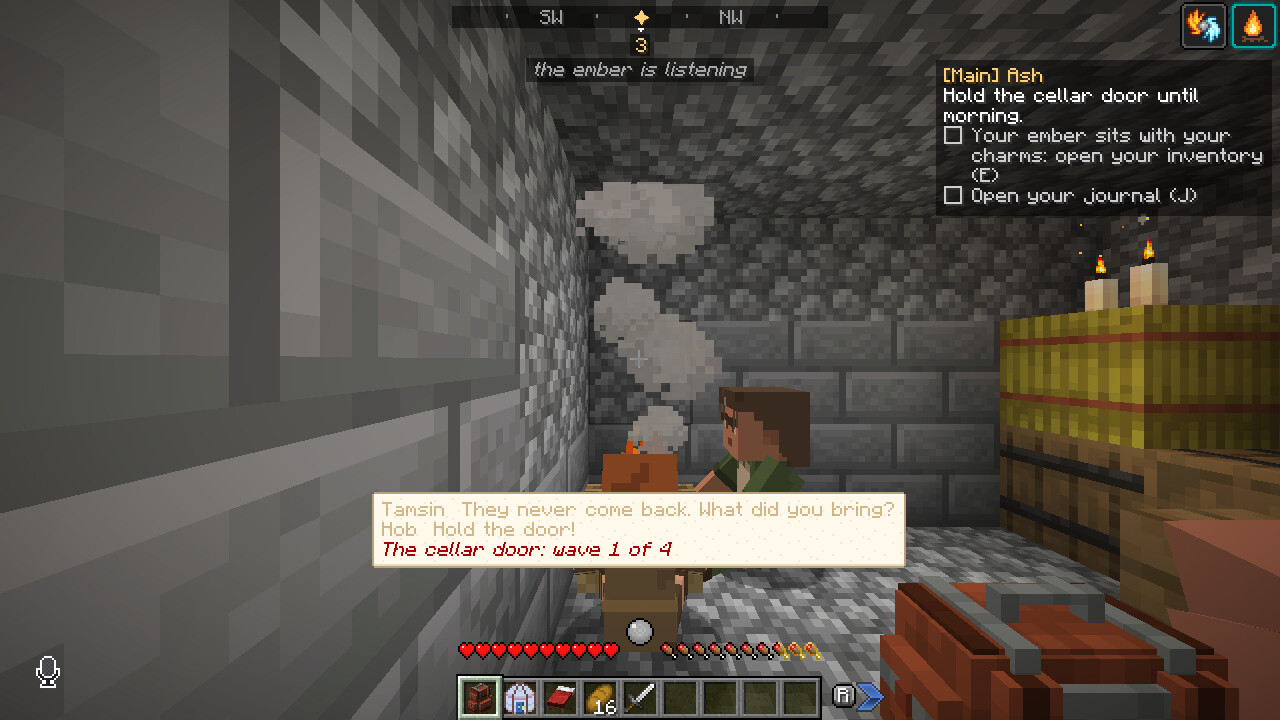 SW
NW
3
the ember is listening
[Main] Ash
Hold the cellar door until
morning.
Your ember sits with your
charms: open your inventory
(E)
Open your journal (J)
Tamsin They never come back. What did you bring?
Hob Hold the door!
The cellar door: wave 1 of 4
16
R